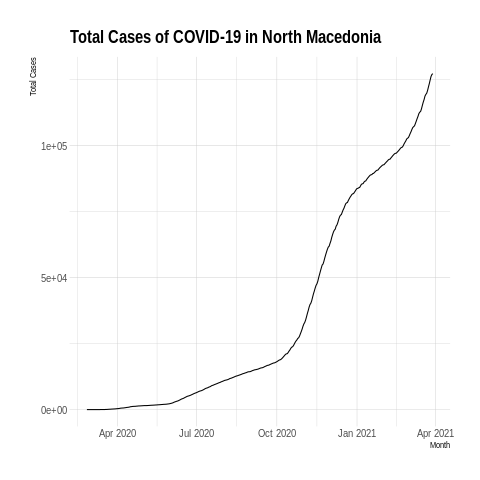 Total Cases of COVID-19 in North Macedonia
Total Cases
1e+05
5e+04
0e+00
Apr 2020 Jul 2020 Oct 2020 Jan 2021 Apr 2021
Month